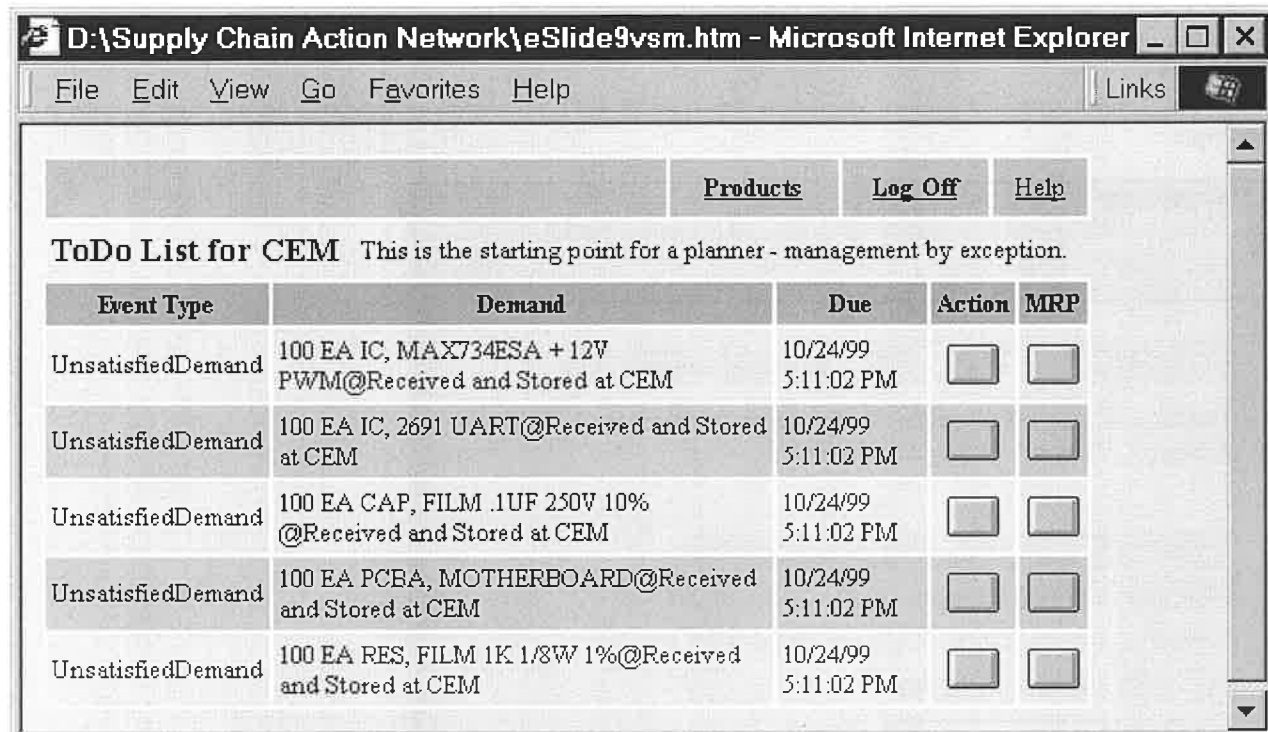 D:\Supply Chain Action Network\eSlide9vsm.htm - Microsoft Internet Explorer
File Edit View Go Favorites Help Links
Products Log Off Help
ToDo List for CEM This is the starting point for a planner - management by exception.
Event Type Demand Due Action MRP
UnsatisfiedDemand 100 EA IC, MAX734ESA + 12V 10/24/99
PWM@Received and Stored at CEM 5:11:02 PM
UnsatisfiedDemand 100 EA IC, 2691 UART@Received and Stored 10/24/99
at CEM 5:11:02 PM
UnsatisfiedDemand 100 EA CAP, FILM .1UF 250V 10% 10/24/99
@Received and Stored at CEM 5:11:02 PM
UnsatisfiedDemand 100 EA PCBA, MOTHERBOARD@Received 10/24/99
and Stored at CEM 5:11:02 PM
UnsatisfiedDemand 100 EA RES, FILM 1K 1/8W 1%@Received 10/24/99
and Stored at CEM 5:11:02 PM